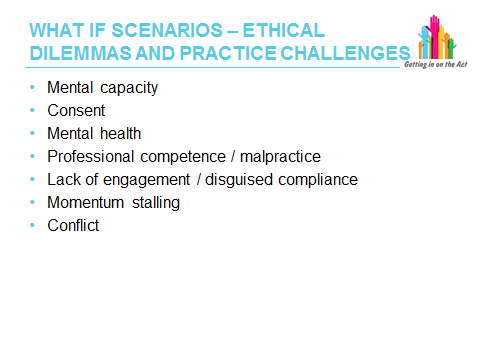 WHAT IF SCENARIOS – ETHICAL
DILEMMAS AND PRACTICE CHALLENGES
Getting in on the Act
• Mental capacity
• Consent
• Mental health
• Professional competence / malpractice
• Lack of engagement / disguised compliance
• Momentum stalling
• Conflict